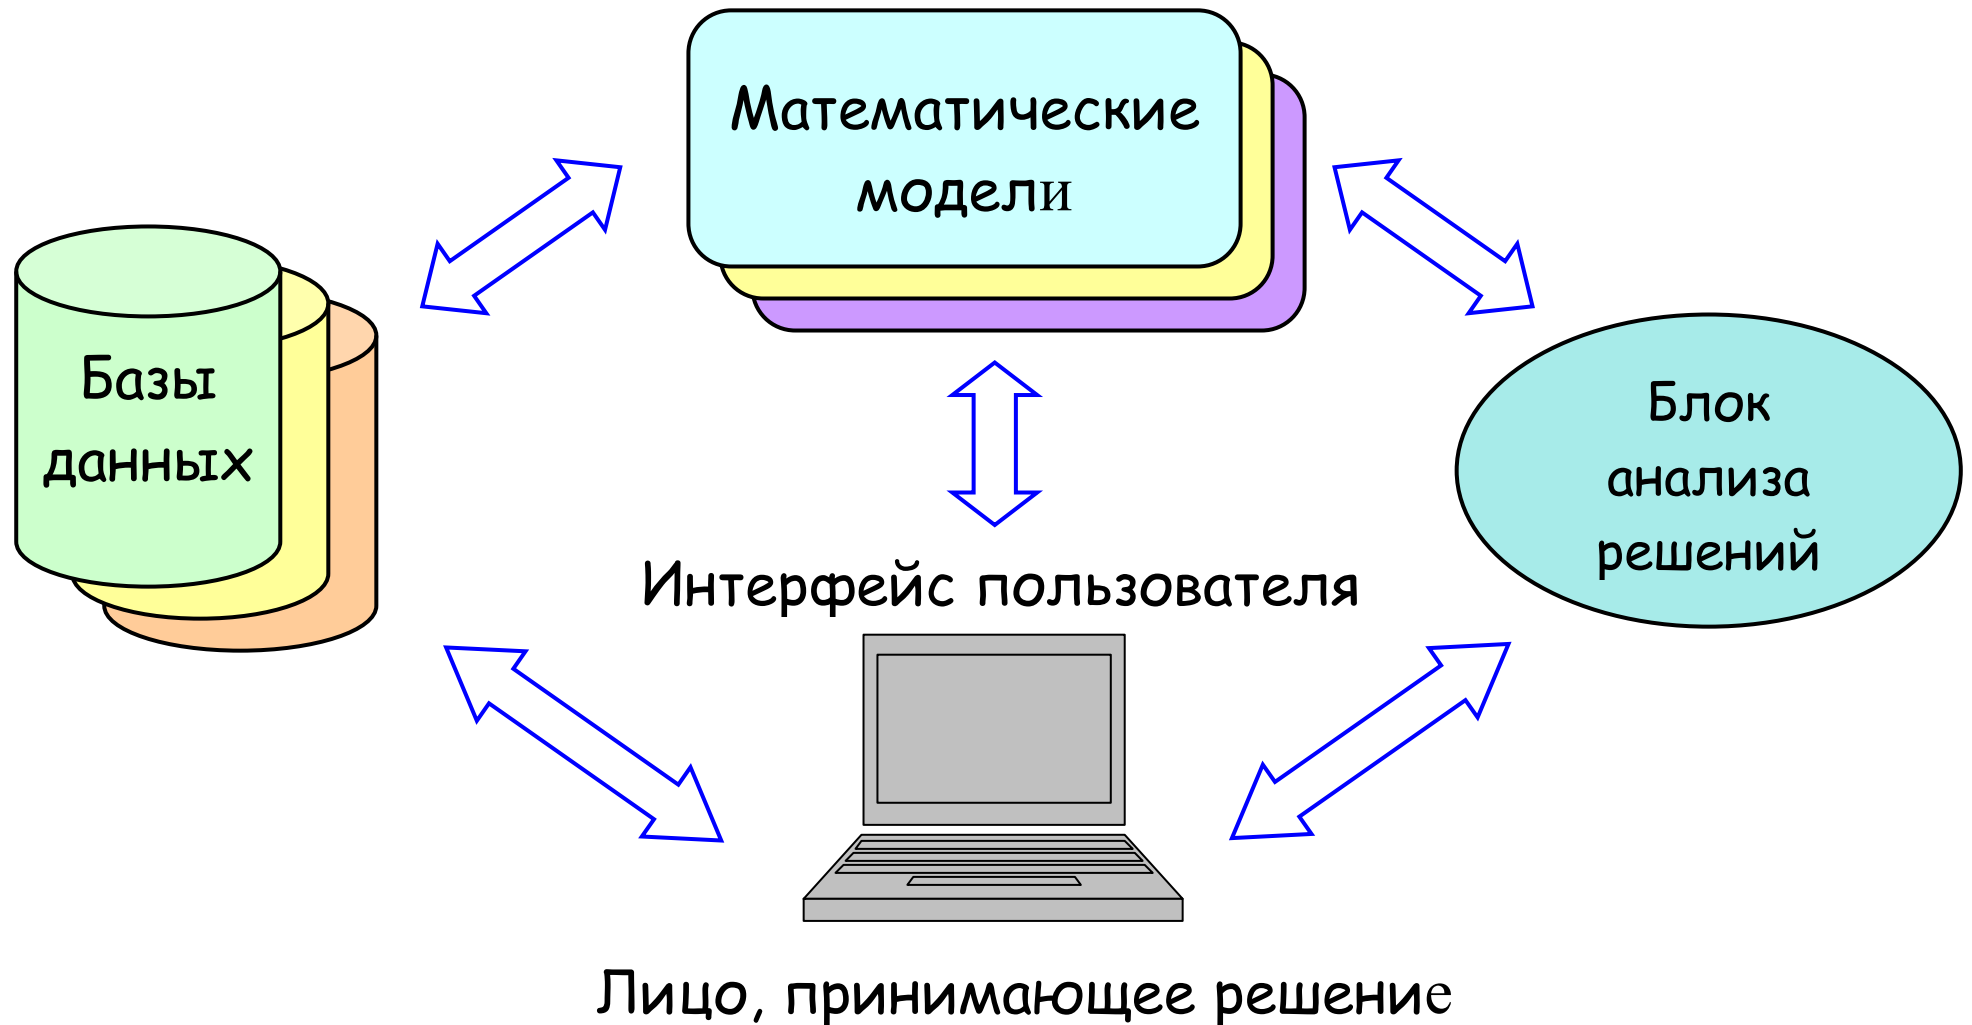 Математические
модели
Базы
данных
Блок
анализа
решений
Интерфейс пользователя
Лицо, принимающее решение